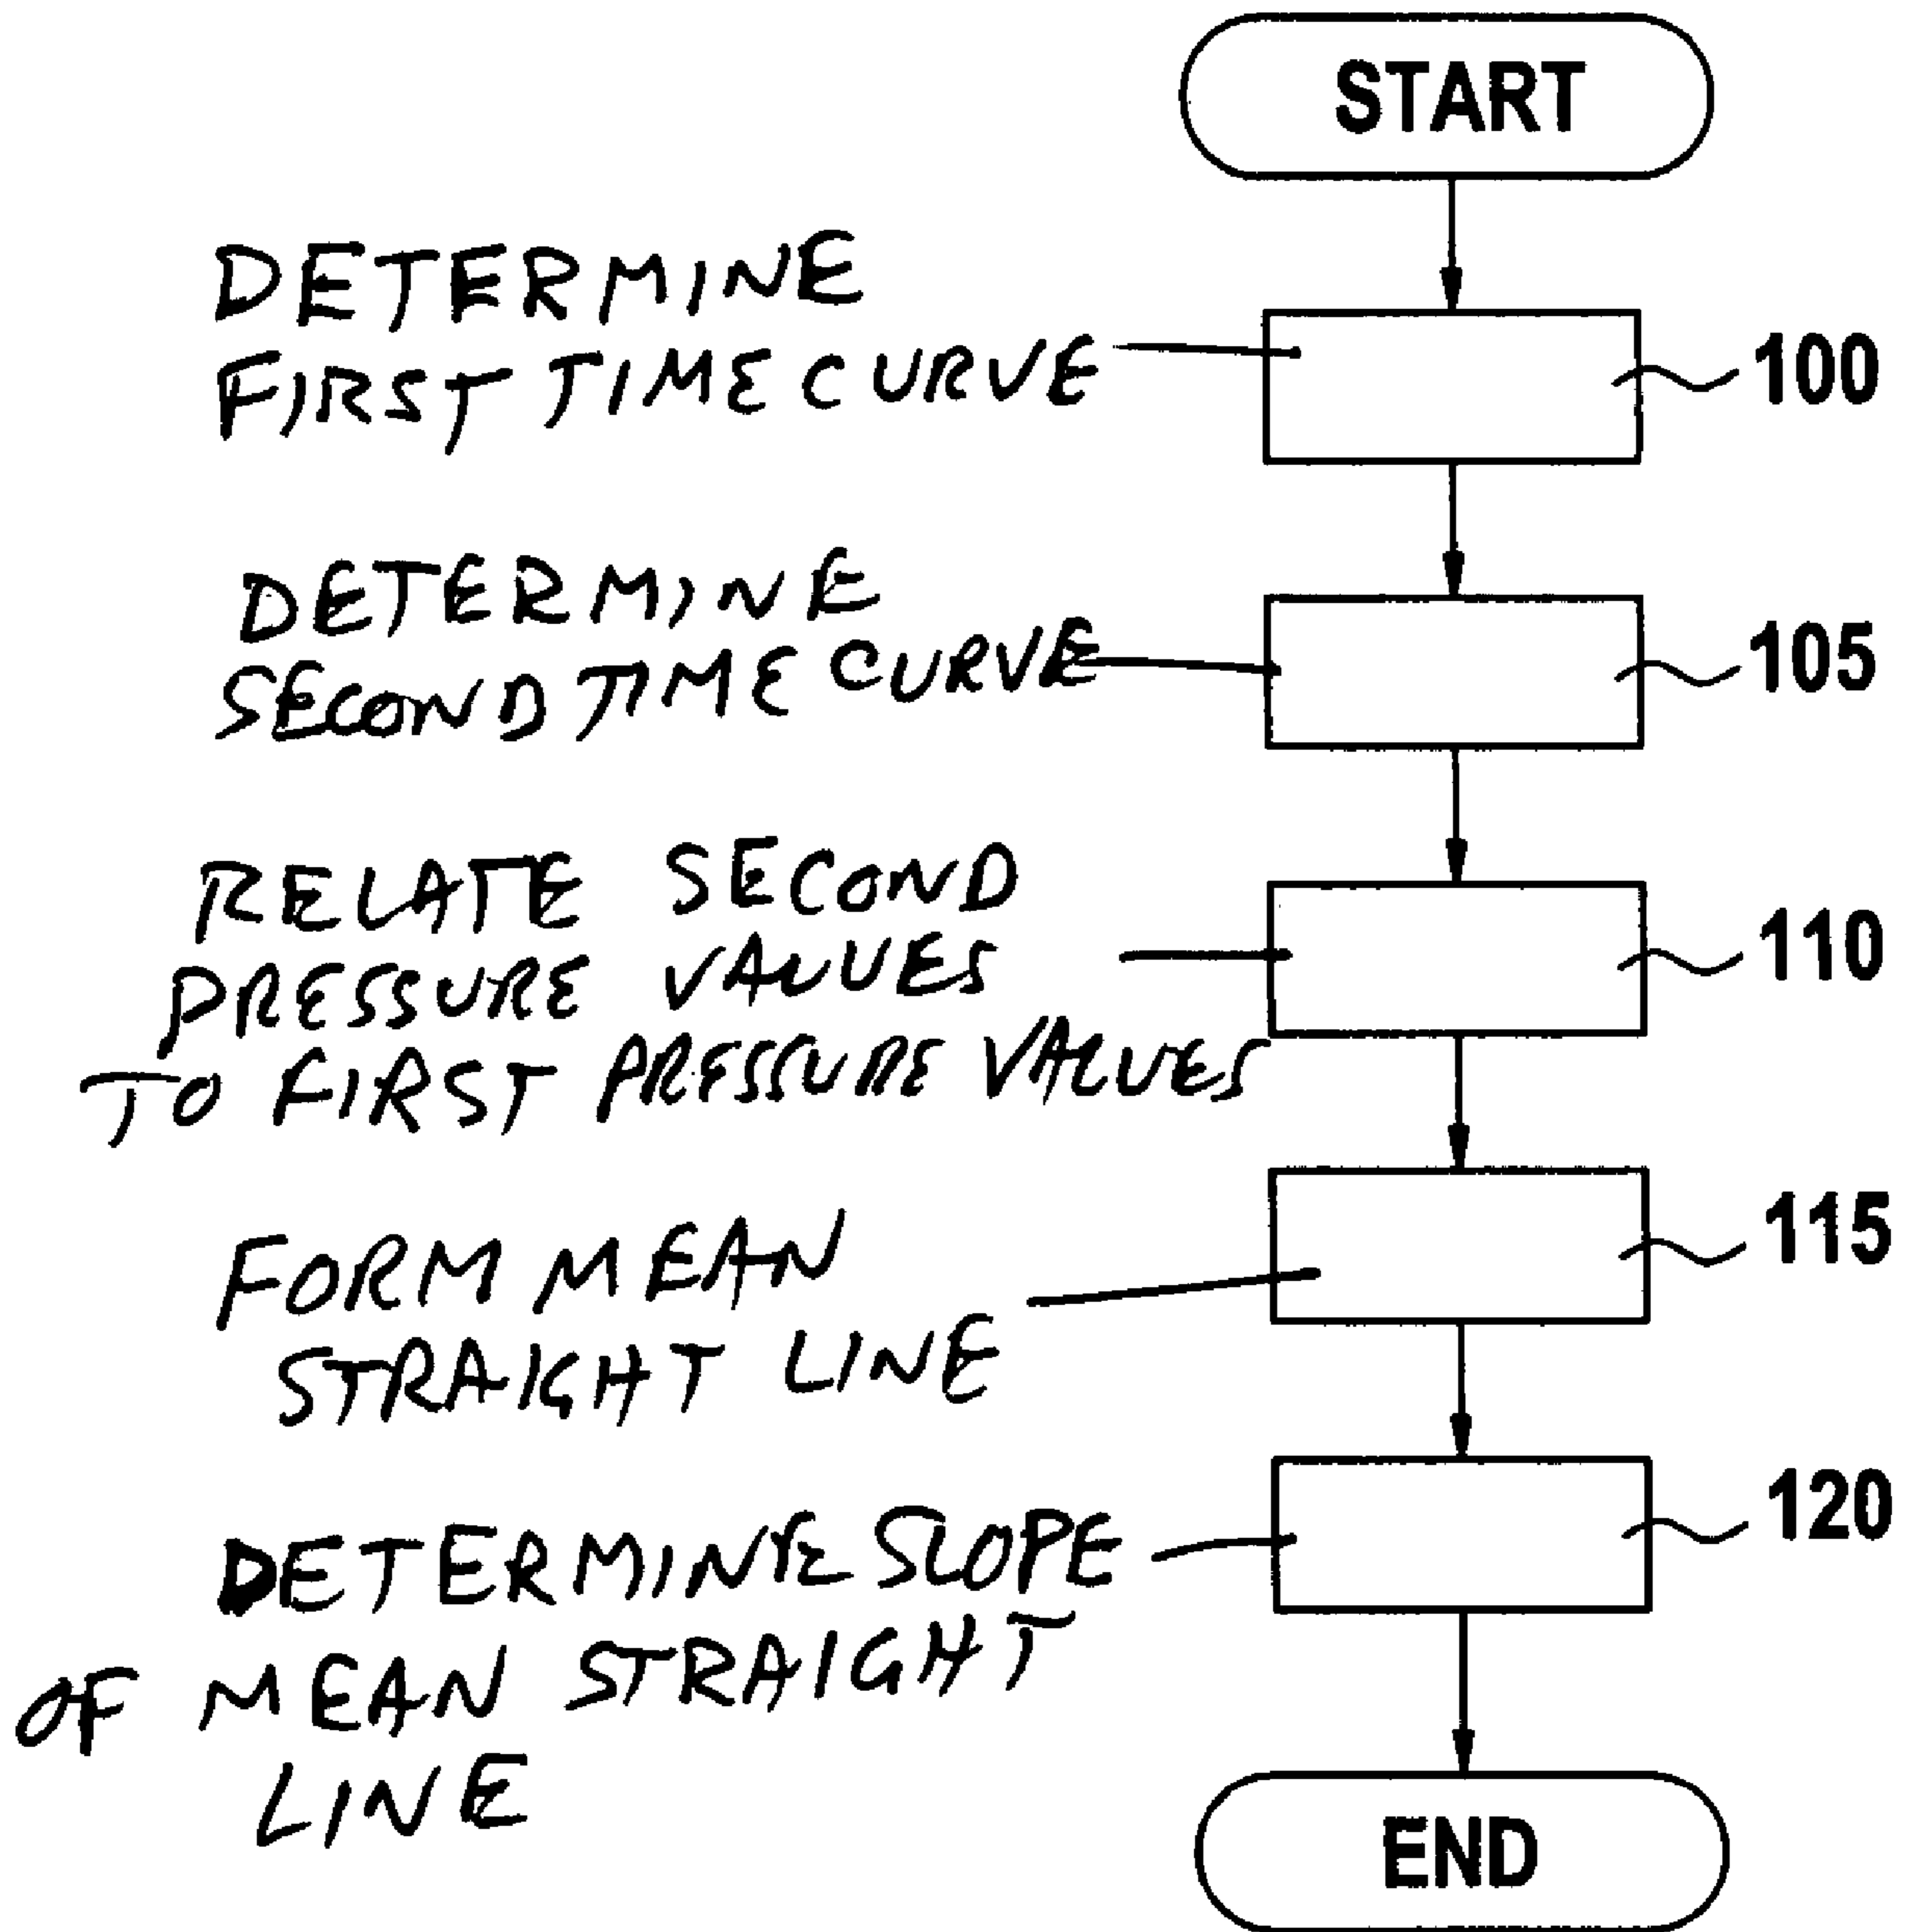 START
DETERMINE
FIRST TIME CURVE
100
DETERMINE
SECOND TIME CURVE
105
RELATE SECOND
PRESSURE VALUES
TO FIRST PRESSURE VALUES
110
FORM MEAN
STRAIGHT LINE
115
DETERMINE SLOPE
OF MEAN STRAIGHT
LINE
120
END